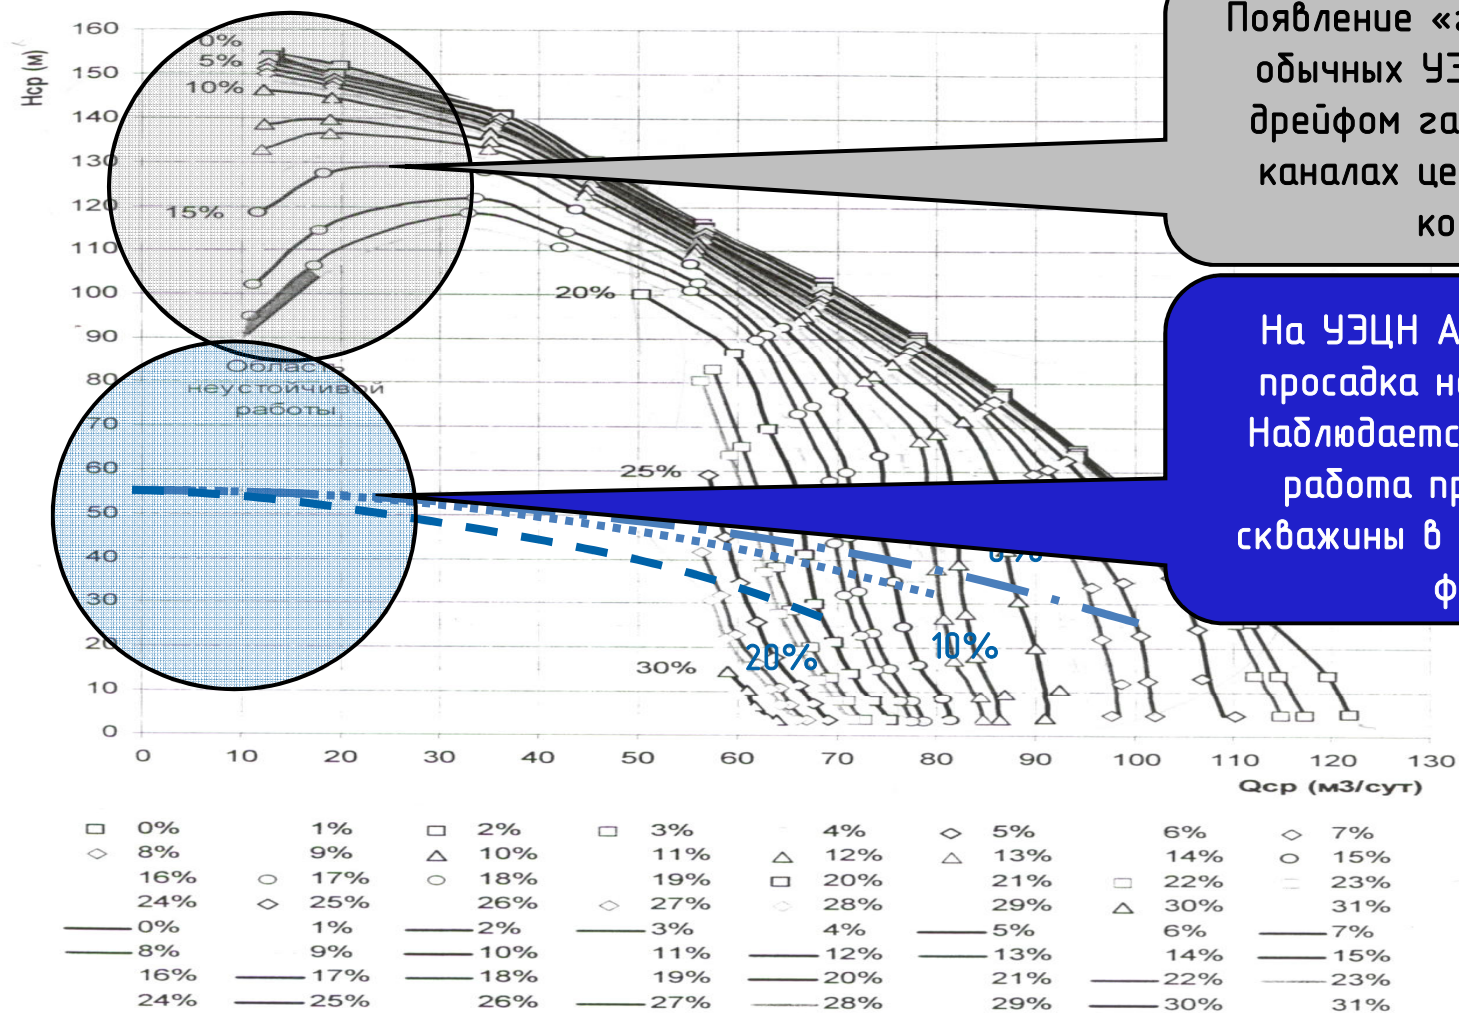 Появление «г
обычных УЭ
дрейфом га
каналах це
ко
На УЭЦН А
просадка на
Наблюдаетс
работа пр
скважины в
ф
Нср (м)
160
150
140
130
120
110
100
90
80
70
60
50
40
30
20
10
0
0%
5%
10%
15%
20%
25%
30%
Область
неустойчивой
работы
20%
10%
0 10 20 30 40 50 60 70 80 90 100 110 120 130
Qср (м3/сут)
0% 1% 2% 3% 4% 5% 6% 7%
8% 9% 10% 11% 12% 13% 14% 15%
16% 17% 18% 19% 20% 21% 22% 23%
24% 25% 26% 27% 28% 29% 30% 31%
0% 1% 2% 3% 4% 5% 6% 7%
8% 9% 10% 11% 12% 13% 14% 15%
16% 17% 18% 19% 20% 21% 22% 23%
24% 25% 26% 27% 28% 29% 30% 31%